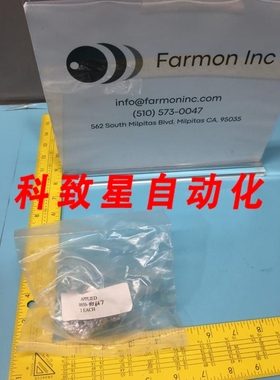 Farmon Inc
info@farmoninc.com
(510) 573-0047
562 South Milpitas Blvd, Milpitas CA, 95035
科致星自动化
APPLIED
1 EACH